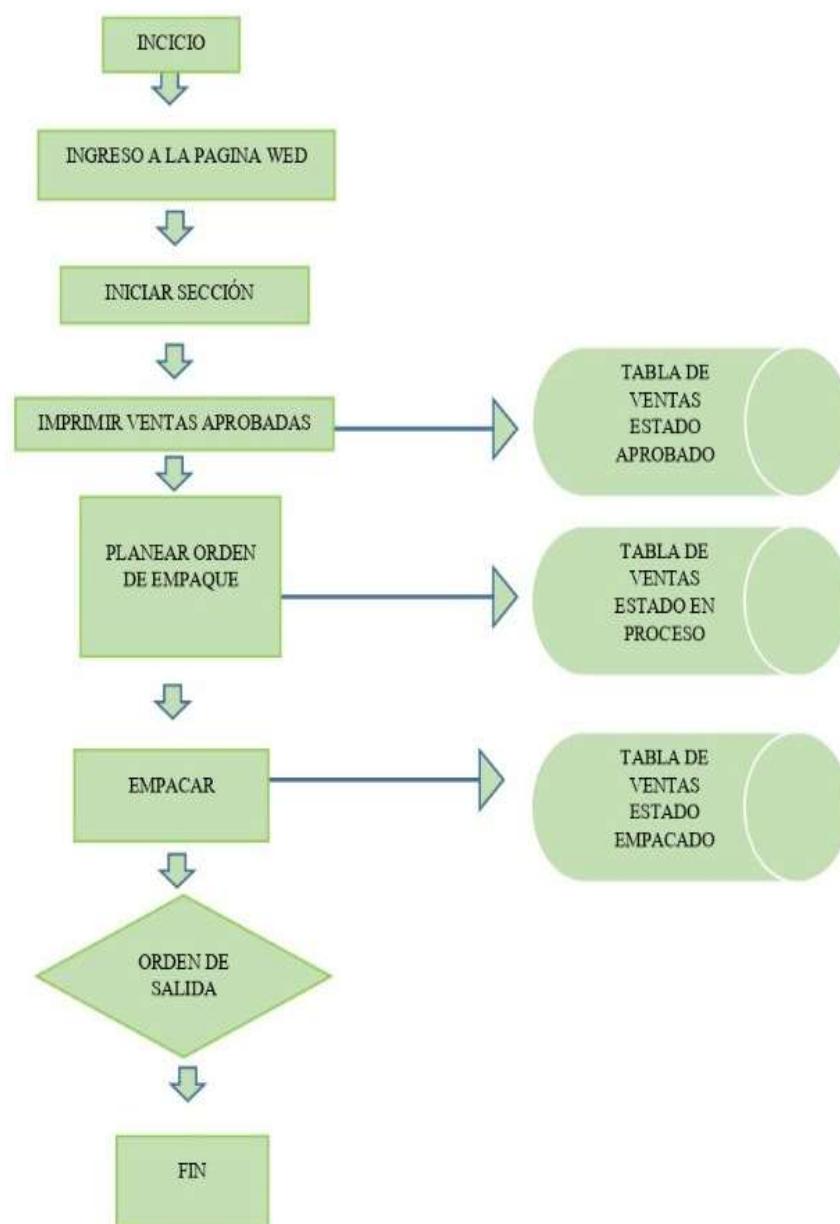 INCICIO
INGRESO A LA PAGINA WED
INICIAR SECCIÓN
IMPRIMIR VENTAS APROBADAS
TABLA DE
VENTAS
ESTADO
APROBADO
PLANEAR ORDEN
DE EMPAQUE
TABLA DE
VENTAS
ESTADO EN
PROCESO
EMPACAR
TABLA DE
VENTAS
ESTADO
EMPACADO
ORDEN DE
SALIDA
FIN